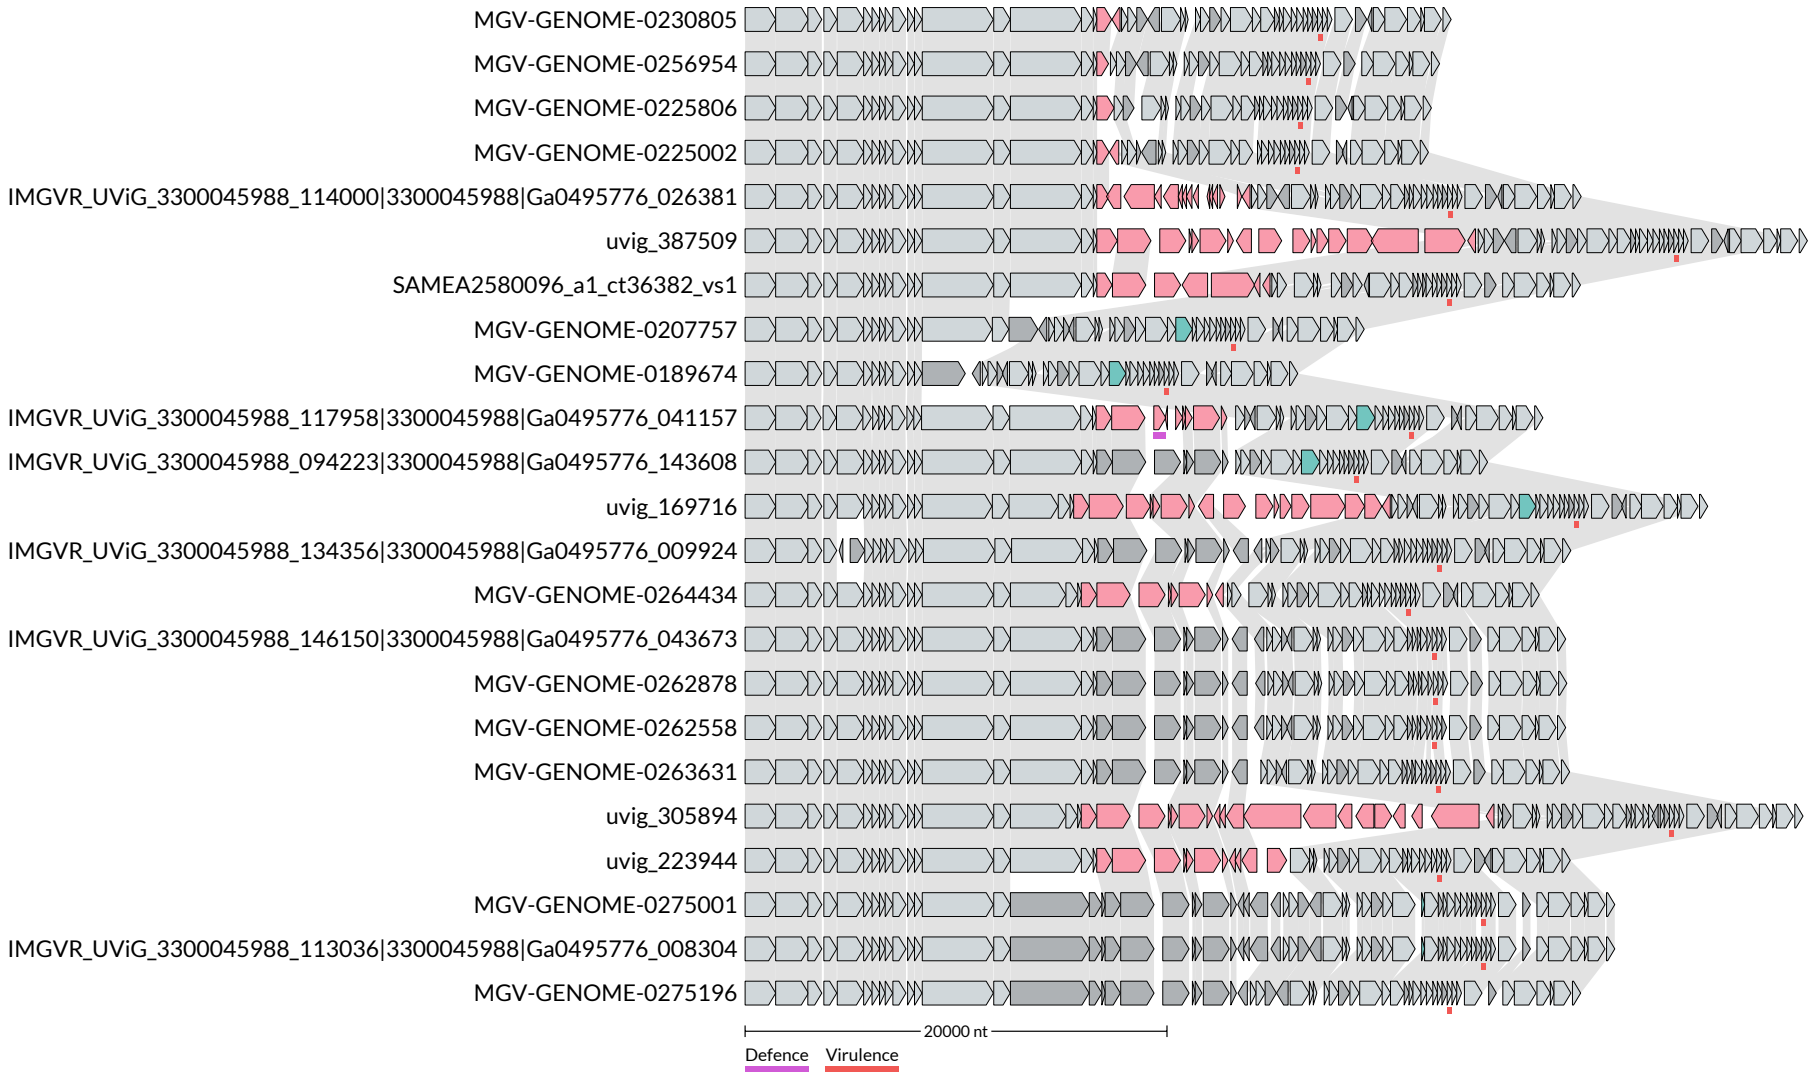 MGV-GENOME-0230805
MGV-GENOME-0256954
MGV-GENOME-0225806
MGV-GENOME-0225002
IMGVR_UViG_3300045988_114000|3300045988|Ga0495776_026381
uvig_387509
SAMEA2580096_a1_ct36382_vs1
MGV-GENOME-0207757
MGV-GENOME-0189674
IMGVR_UViG_3300045988_117958|3300045988|Ga0495776_041157
IMGVR_UViG_3300045988_094223|3300045988|Ga0495776_143608
uvig_169716
IMGVR_UViG_3300045988_134356|3300045988|Ga0495776_009924
MGV-GENOME-0264434
IMGVR_UViG_3300045988_146150|3300045988|Ga0495776_043673
MGV-GENOME-0262878
MGV-GENOME-0262558
MGV-GENOME-0263631
uvig_305894
uvig_223944
MGV-GENOME-0275001
IMGVR_UViG_3300045988_113036|3300045988|Ga0495776_008304
MGV-GENOME-0275196
20000 nt
Defence Virulence